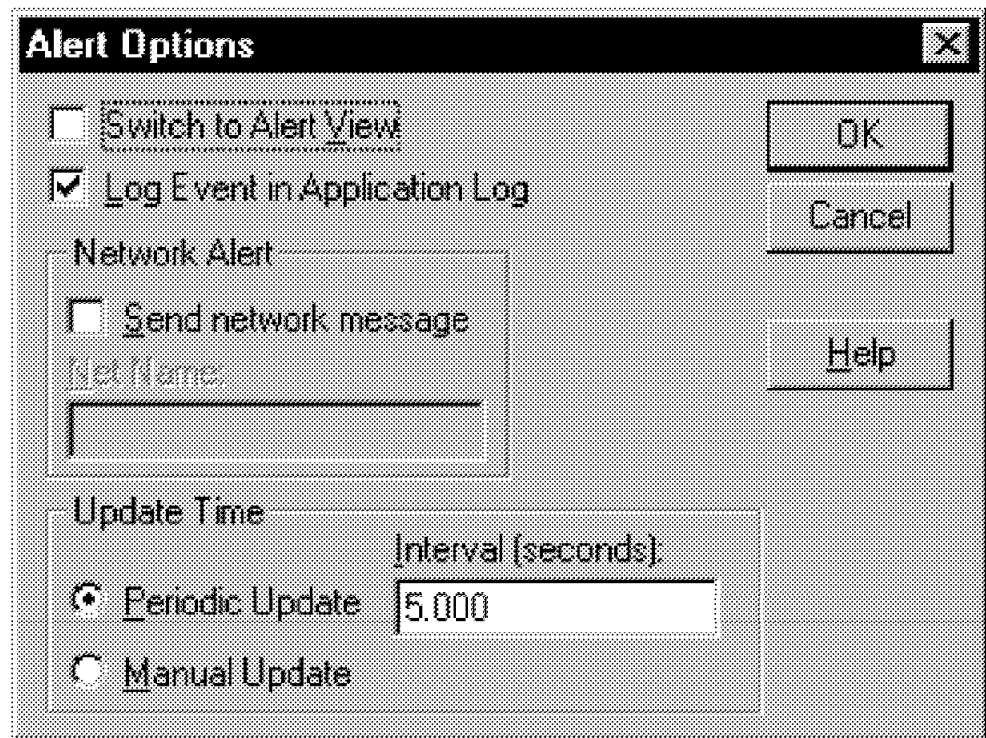 Alert Options
Switch to Alert View
OK
Log Event in Application Log
Cancel
Network Alert
Send network message
Help
Net Name:
Update Time
Interval (seconds):
Periodic Update
5.000
Manual Update